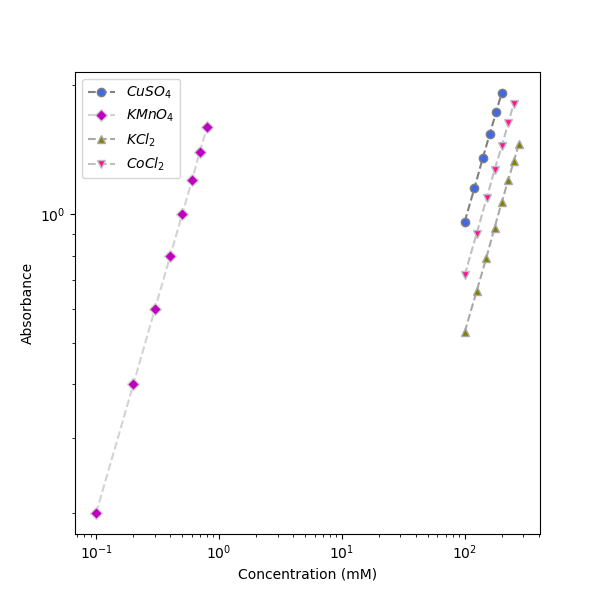 CuSO₄
KMnO₄
KCl₂
CoCl₂
10⁰
Absorbance
10⁻¹ 10⁰ 10¹ 10²
Concentration (mM)